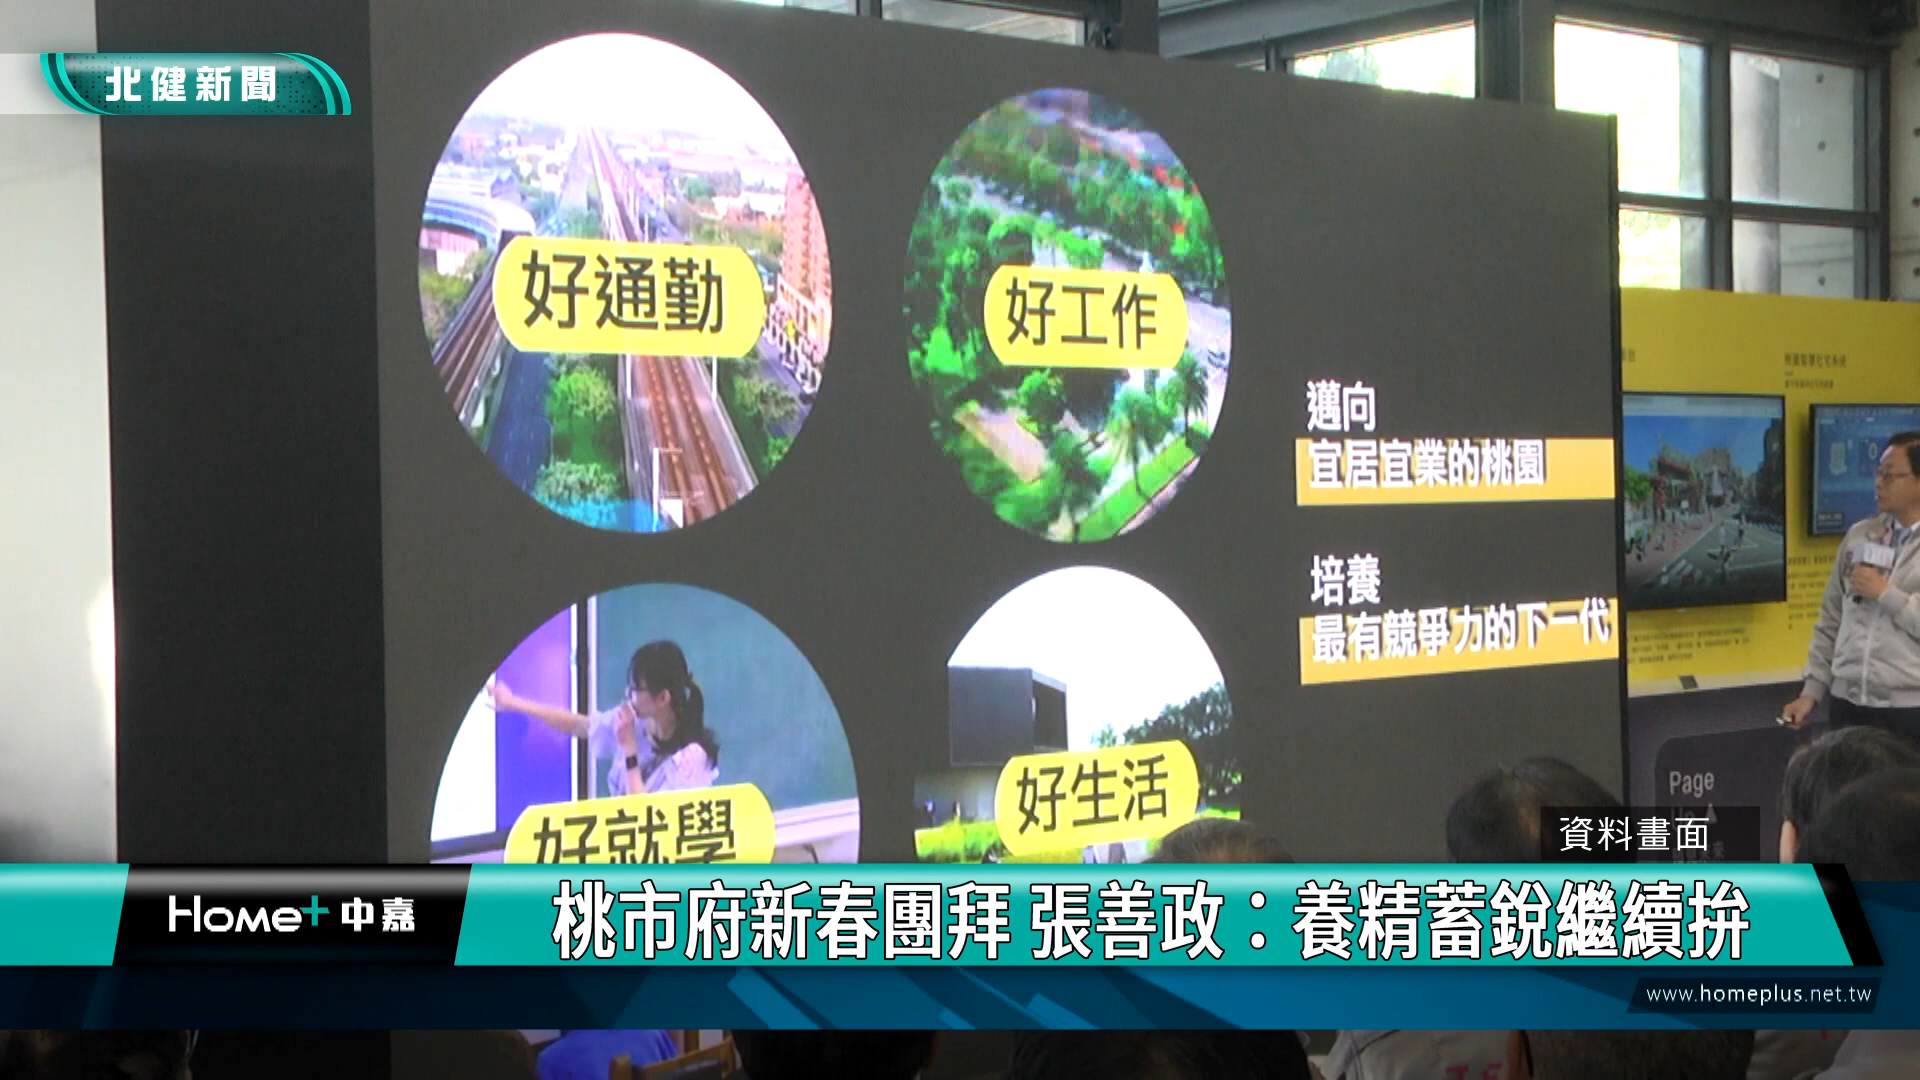 北健新聞
好通勤
好工作
邁向
宜居宜業的桃園
培養
最有競爭力的下一代
好就學
好生活
Page
資料畫面
Home+ 中嘉
桃市府新春團拜 張善政：養精蓄銳繼續拚
www.homeplus.net.tw